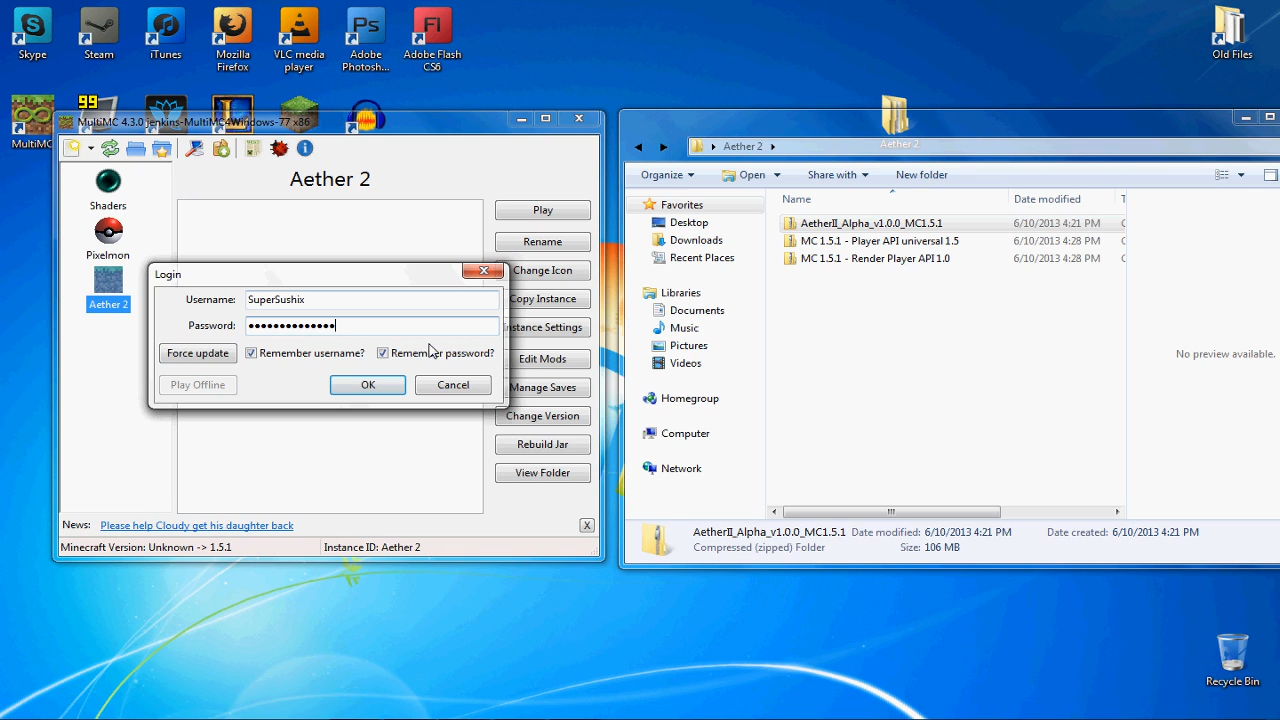 Skype
Steam
iTunes
Mozilla
Firefox
VLC media
player
Adobe
Photosh...
Adobe Flash
CS6
Old Files
99
MultiMC
MultiMC 4.3.0 jenkins-MultiMC4Windows-77 x86
Aether 2
Shaders
Pixelmon
Aether 2
Aether 2
Play
Rename
Change Icon
Copy Instance
Instance Settings
Edit Mods
Manage Saves
Change Version
Rebuild Jar
View Folder
Login
Username: SuperSushix
Password: ••••••••••••••
Force update Remember username? Remember password?
Play Offline OK Cancel
News: Please help Cloudy get his daughter back X
Minecraft Version: Unknown -> 1.5.1 Instance ID: Aether 2
Aether 2
Organize Open Share with New folder
Favorites
Desktop
Downloads
Recent Places
Libraries
Documents
Music
Pictures
Videos
Homegroup
Computer
Network
Name Date modified T
AetherII_Alpha_v1.0.0_MC1.5.1 6/10/2013 4:21 PM C
MC 1.5.1 - Player API universal 1.5 6/10/2013 4:28 PM C
MC 1.5.1 - Render Player API 1.0 6/10/2013 4:28 PM C
No preview available.
AetherII_Alpha_v1.0.0_MC1.5.1 Date modified: 6/10/2013 4:21 PM Date created: 6/10/2013 4:21 PM
Compressed (zipped) Folder Size: 106 MB
Recycle Bin